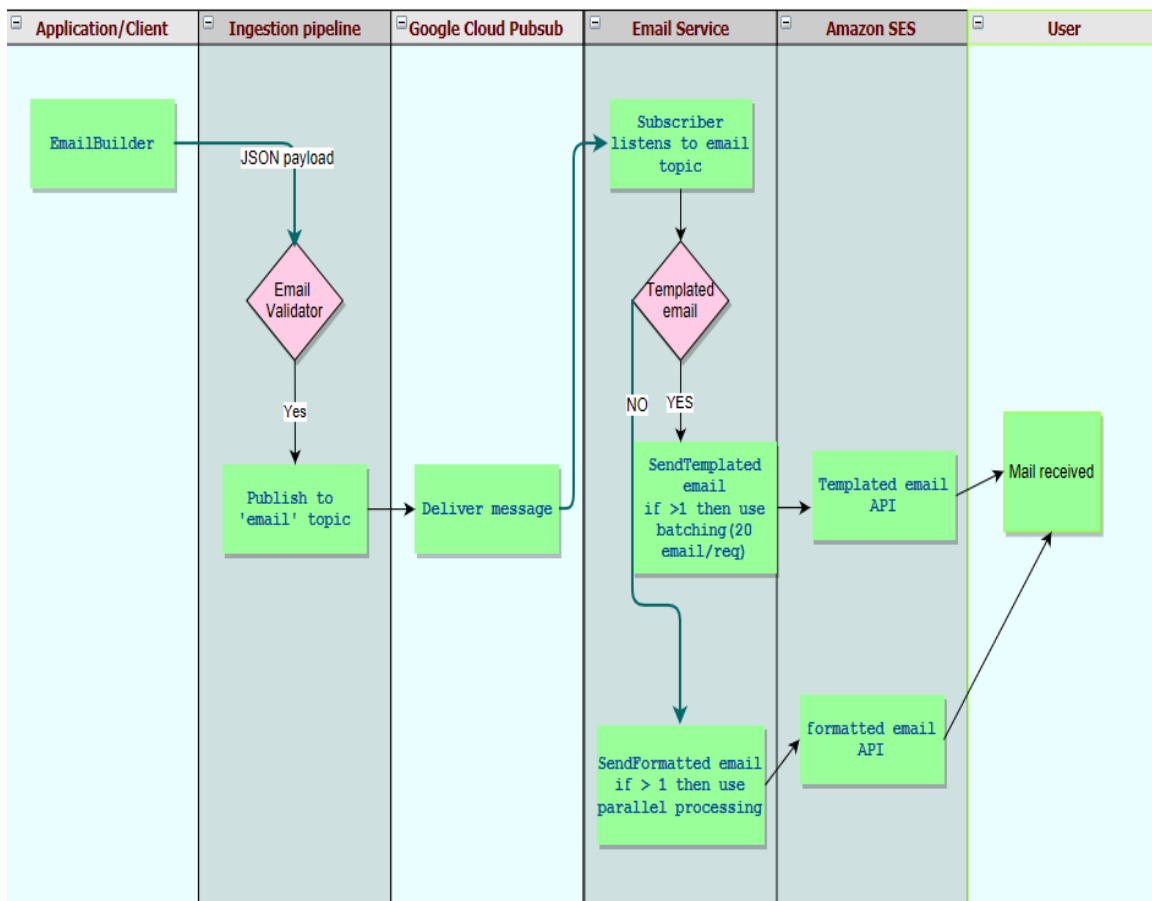 Application/Client
Ingestion pipeline
Google Cloud Pubsub
Email Service
Amazon SES
User
EmailBuilder
JSON payload
Email
Validator
Yes
Publish to
'email' topic
Deliver message
Subscriber
listens to email
topic
Templated
email
NO
YES
SendTemplated
email
if >1 then use
batching(20
email/req)
Templated email
API
Mail received
SendFormatted email
if > 1 then use
parallel processing
formatted email
API